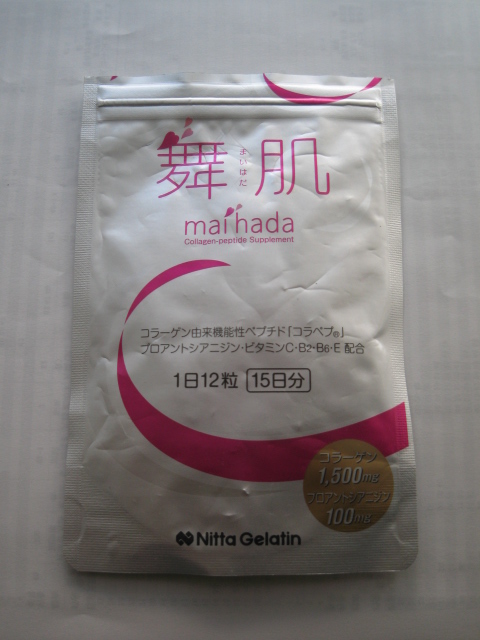 舞肌
まいはだ
maihada
Collagen-peptide Supplement
コラーゲン由来機能性ペプチド「コラペプ®」
プロアントシアニジン・ビタミンC・B2・B6・E 配合
1日12粒 15日分
コラーゲン
1,500mg
プロアントシアニジン
100mg
Nitta Gelatin